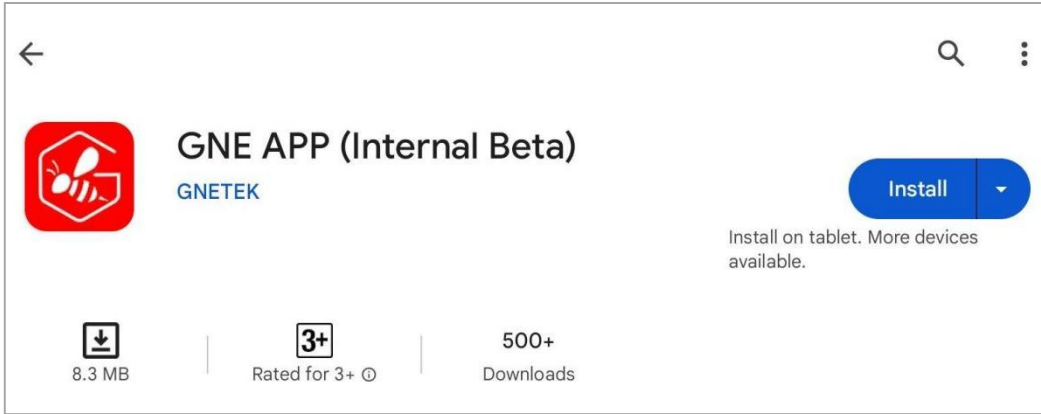 GNE APP (Internal Beta)
GNETEK
Install
Install on tablet. More devices
available.
8.3 MB
3+
Rated for 3+
500+
Downloads